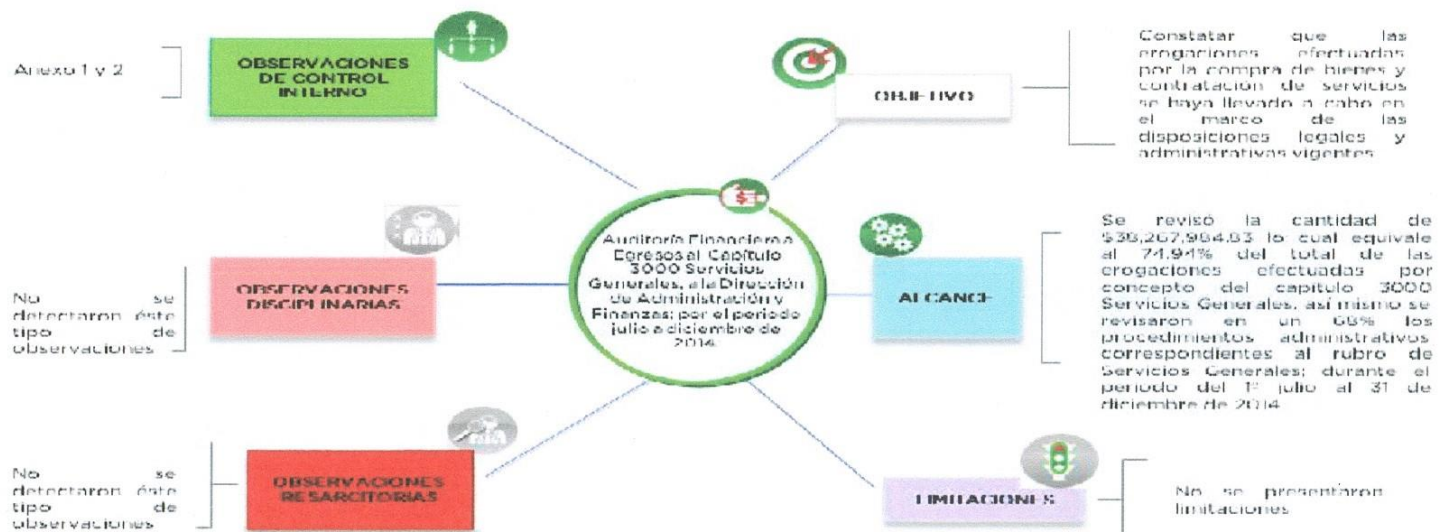 Anexo 1 y 2
OBSERVACIONES
DE CONTROL
INTERNO
No se
detectaron éste
tipo de
observaciones
OBSERVACIONES
DISCIPLINARIAS
No se
detectaron éste
tipo de
observaciones
OBSERVACIONES
RESARCITORIAS
Auditoría Financiera a
Egresos al Capítulo
3000 Servicios
Generales, a la Dirección
de Administración y
Finanzas; por el periodo
julio a diciembre de
2014
OBJETIVO
Constatar que las
erogaciones efectuadas
por la compra de bienes y
contratación de servicios
se haya llevado a cabo en
el marco de las
disposiciones legales y
administrativas vigentes
ALCANCE
Se revisó la cantidad de
$38,267,984.83 lo cual equivale
al 74.94% del total de las
erogaciones efectuadas por
concepto del capítulo 3000
Servicios Generales, así mismo se
revisaron en un 68% los
procedimientos administrativos
correspondientes al rubro de
Servicios Generales; durante el
periodo del 1º julio al 31 de
diciembre de 2014
LIMITACIONES
No se presentaron
limitaciones